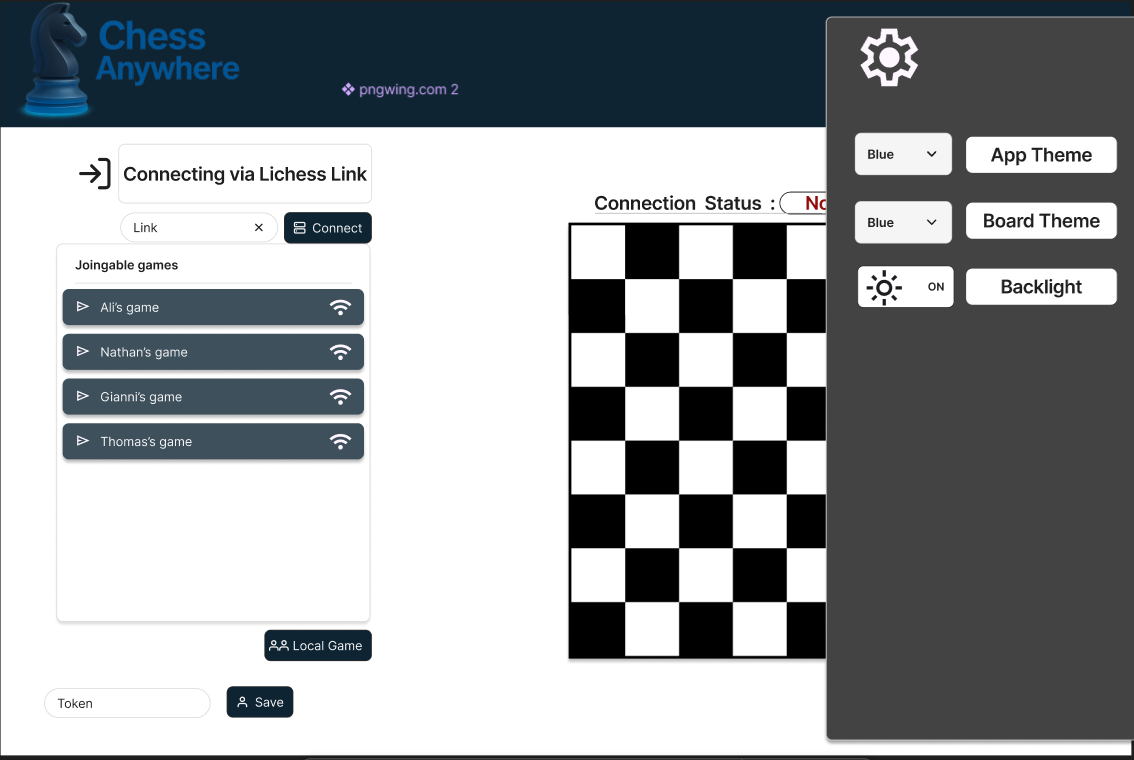 Chess
Anywhere
pngwing.com 2
Connecting via Lichess Link
Link
Connect
Joingable games
Ali's game
Nathan's game
Gianni's game
Thomas's game
Local Game
Token
Save
Connection Status :
Blue
App Theme
Blue
Board Theme
ON
Backlight